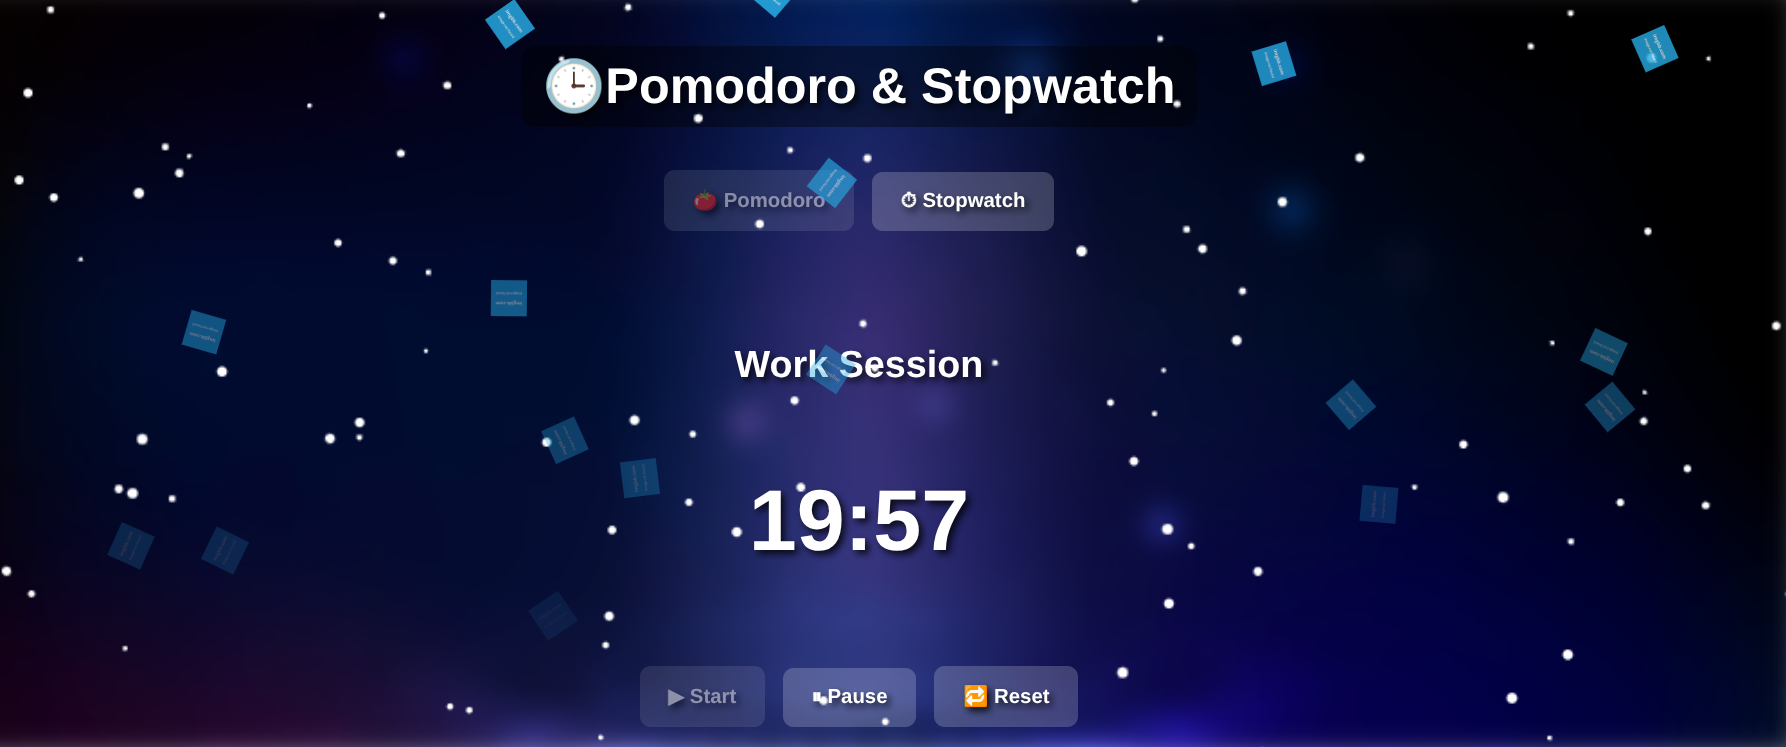 🕒Pomodoro & Stopwatch
🍅 Pomodoro
⏱ Stopwatch
Work Session
19:57
▶ Start
⏸Pause
🔁 Reset